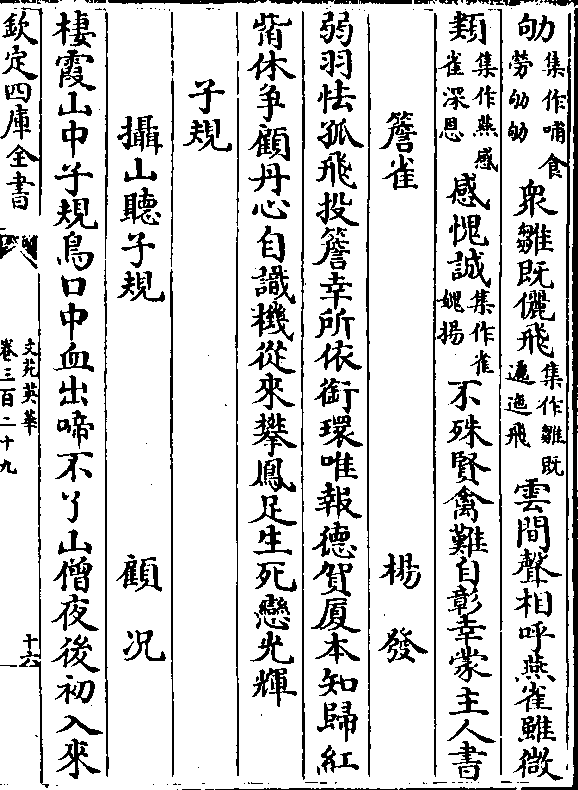 劬集作哺食勞劬劬衆雛既儷飛集作雛既遞迤飛雲間聲相呼燕雀雖微
類集作燕感雀深恩感愧誠集作雀媿揚不殊賢禽難自彰幸蒙主人書
簷雀 楊發
弱羽怯孤飛投簷幸所依銜環唯報德賀厦本知歸紅
觜休争顧丹心自識機從來攀鳳足生死戀光輝
子規
攝山聽子規 顧况
棲霞山中子規鳥口中血出啼不了山僧夜後初入來
欽定四庫全書
文苑英華
卷三百二十九
十六